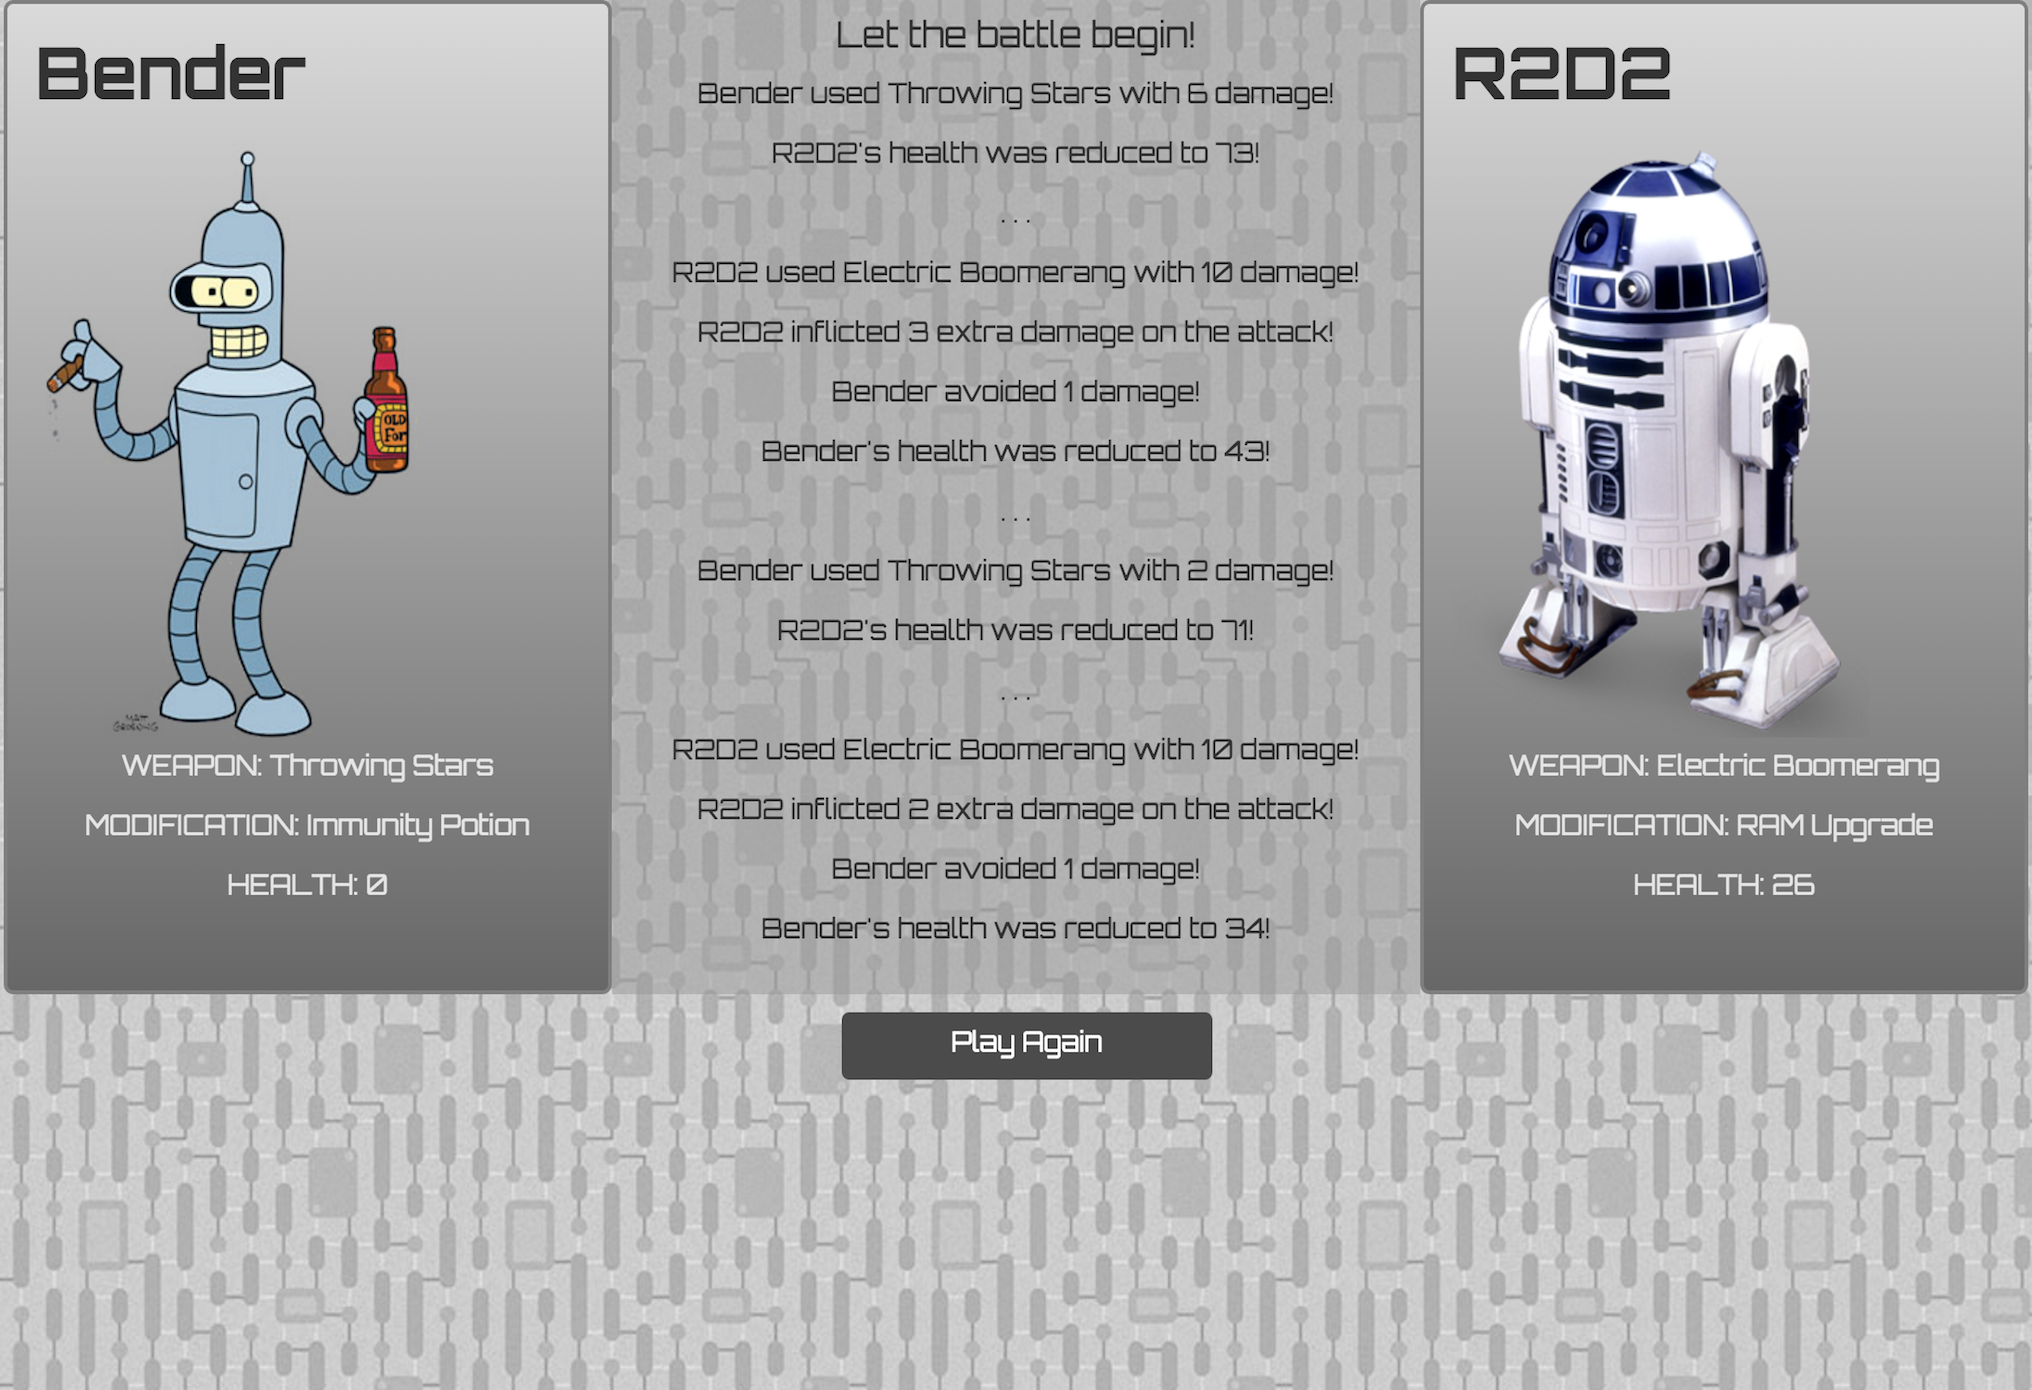 Bender
OLD
For
MATT
GROENING
WEAPON: Throwing Stars
MODIFICATION: Immunity Potion
HEALTH: 0
Let the battle begin!
Bender used Throwing Stars with 6 damage!
R2D2's health was reduced to 73!
...
R2D2 used Electric Boomerang with 10 damage!
R2D2 inflicted 3 extra damage on the attack!
Bender avoided 1 damage!
Bender's health was reduced to 43!
...
Bender used Throwing Stars with 2 damage!
R2D2's health was reduced to 71!
...
R2D2 used Electric Boomerang with 10 damage!
R2D2 inflicted 2 extra damage on the attack!
Bender avoided 1 damage!
Bender's health was reduced to 34!
Play Again
R2D2
WEAPON: Electric Boomerang
MODIFICATION: RAM Upgrade
HEALTH: 26